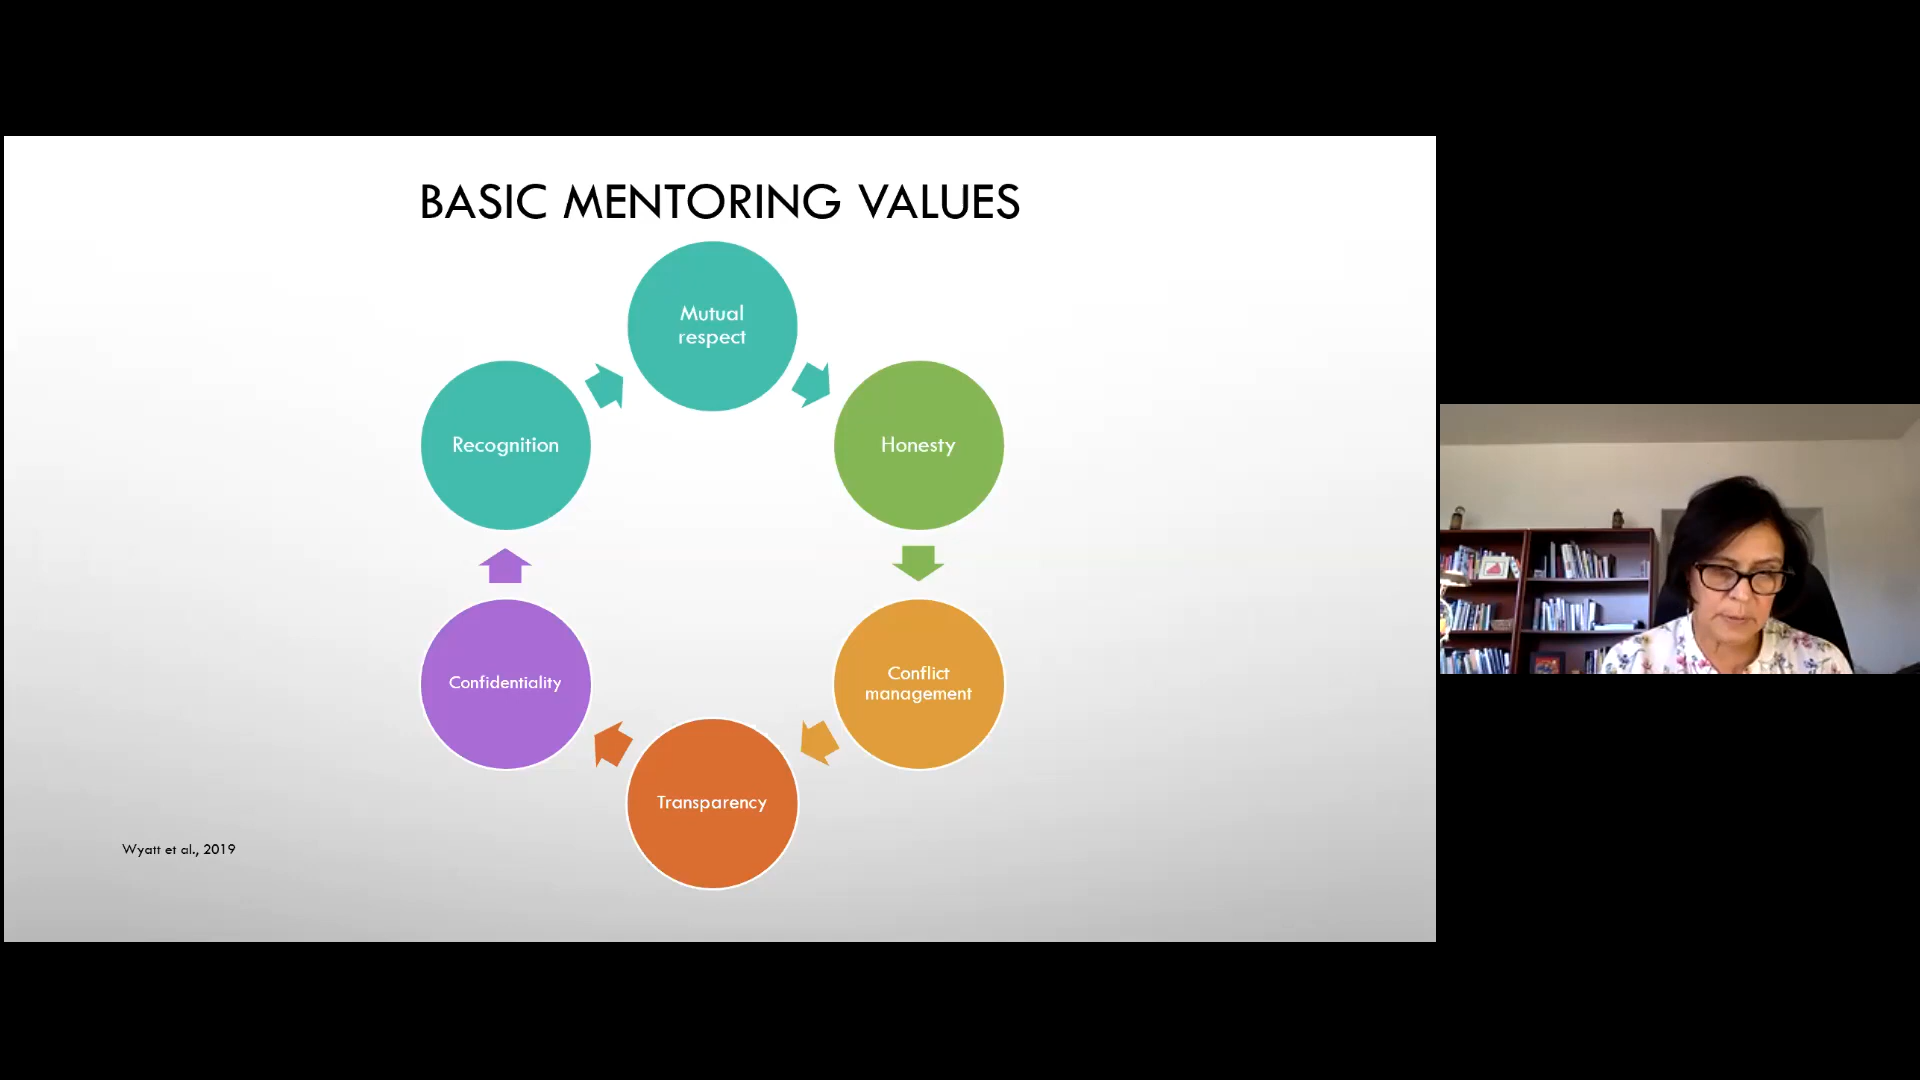 BASIC MENTORING VALUES
Mutual
respect
Honesty
Conflict
management
Transparency
Confidentiality
Recognition
Wyatt et al., 2019